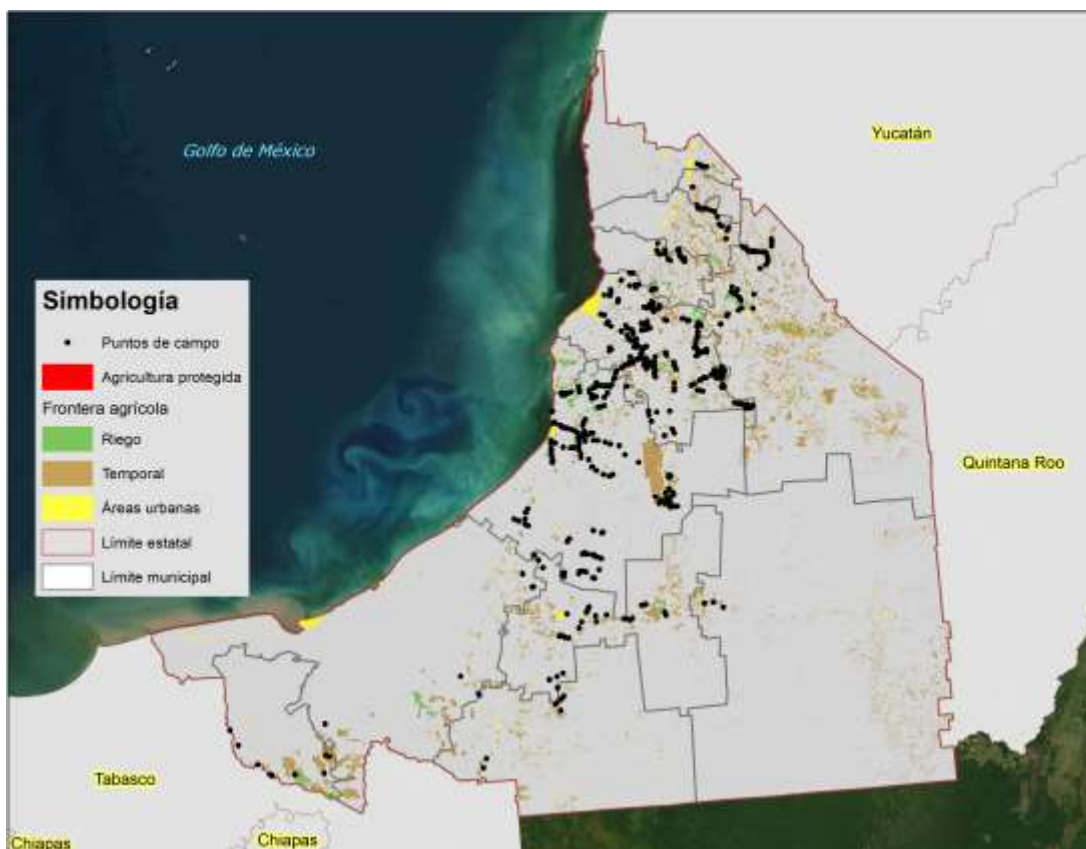 Yucatán
Golfo de México
Simbología
Puntos de campo
Agricultura protegida
Frontera agrícola
Riego
Temporal
Áreas urbanas
Límite estatal
Límite municipal
Quintana Roo
Tabasco
Chiapas
Chiapas